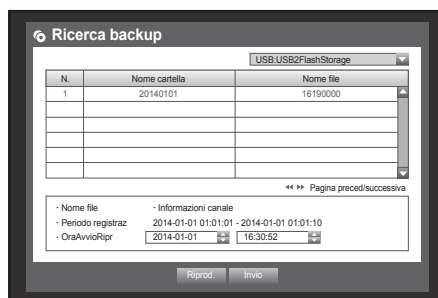 Ricerca backup
USB:USB2FlashStorage
N. Nome cartella Nome file
1 20140101 16190000
Pagina preced/successiva
· Nome file · Informazioni canale
· Periodo registraz 2014-01-01 01:01:01 - 2014-01-01 01:01:10
· OraAvvioRipr 2014-01-01 16:30:52
Riprod. Invio